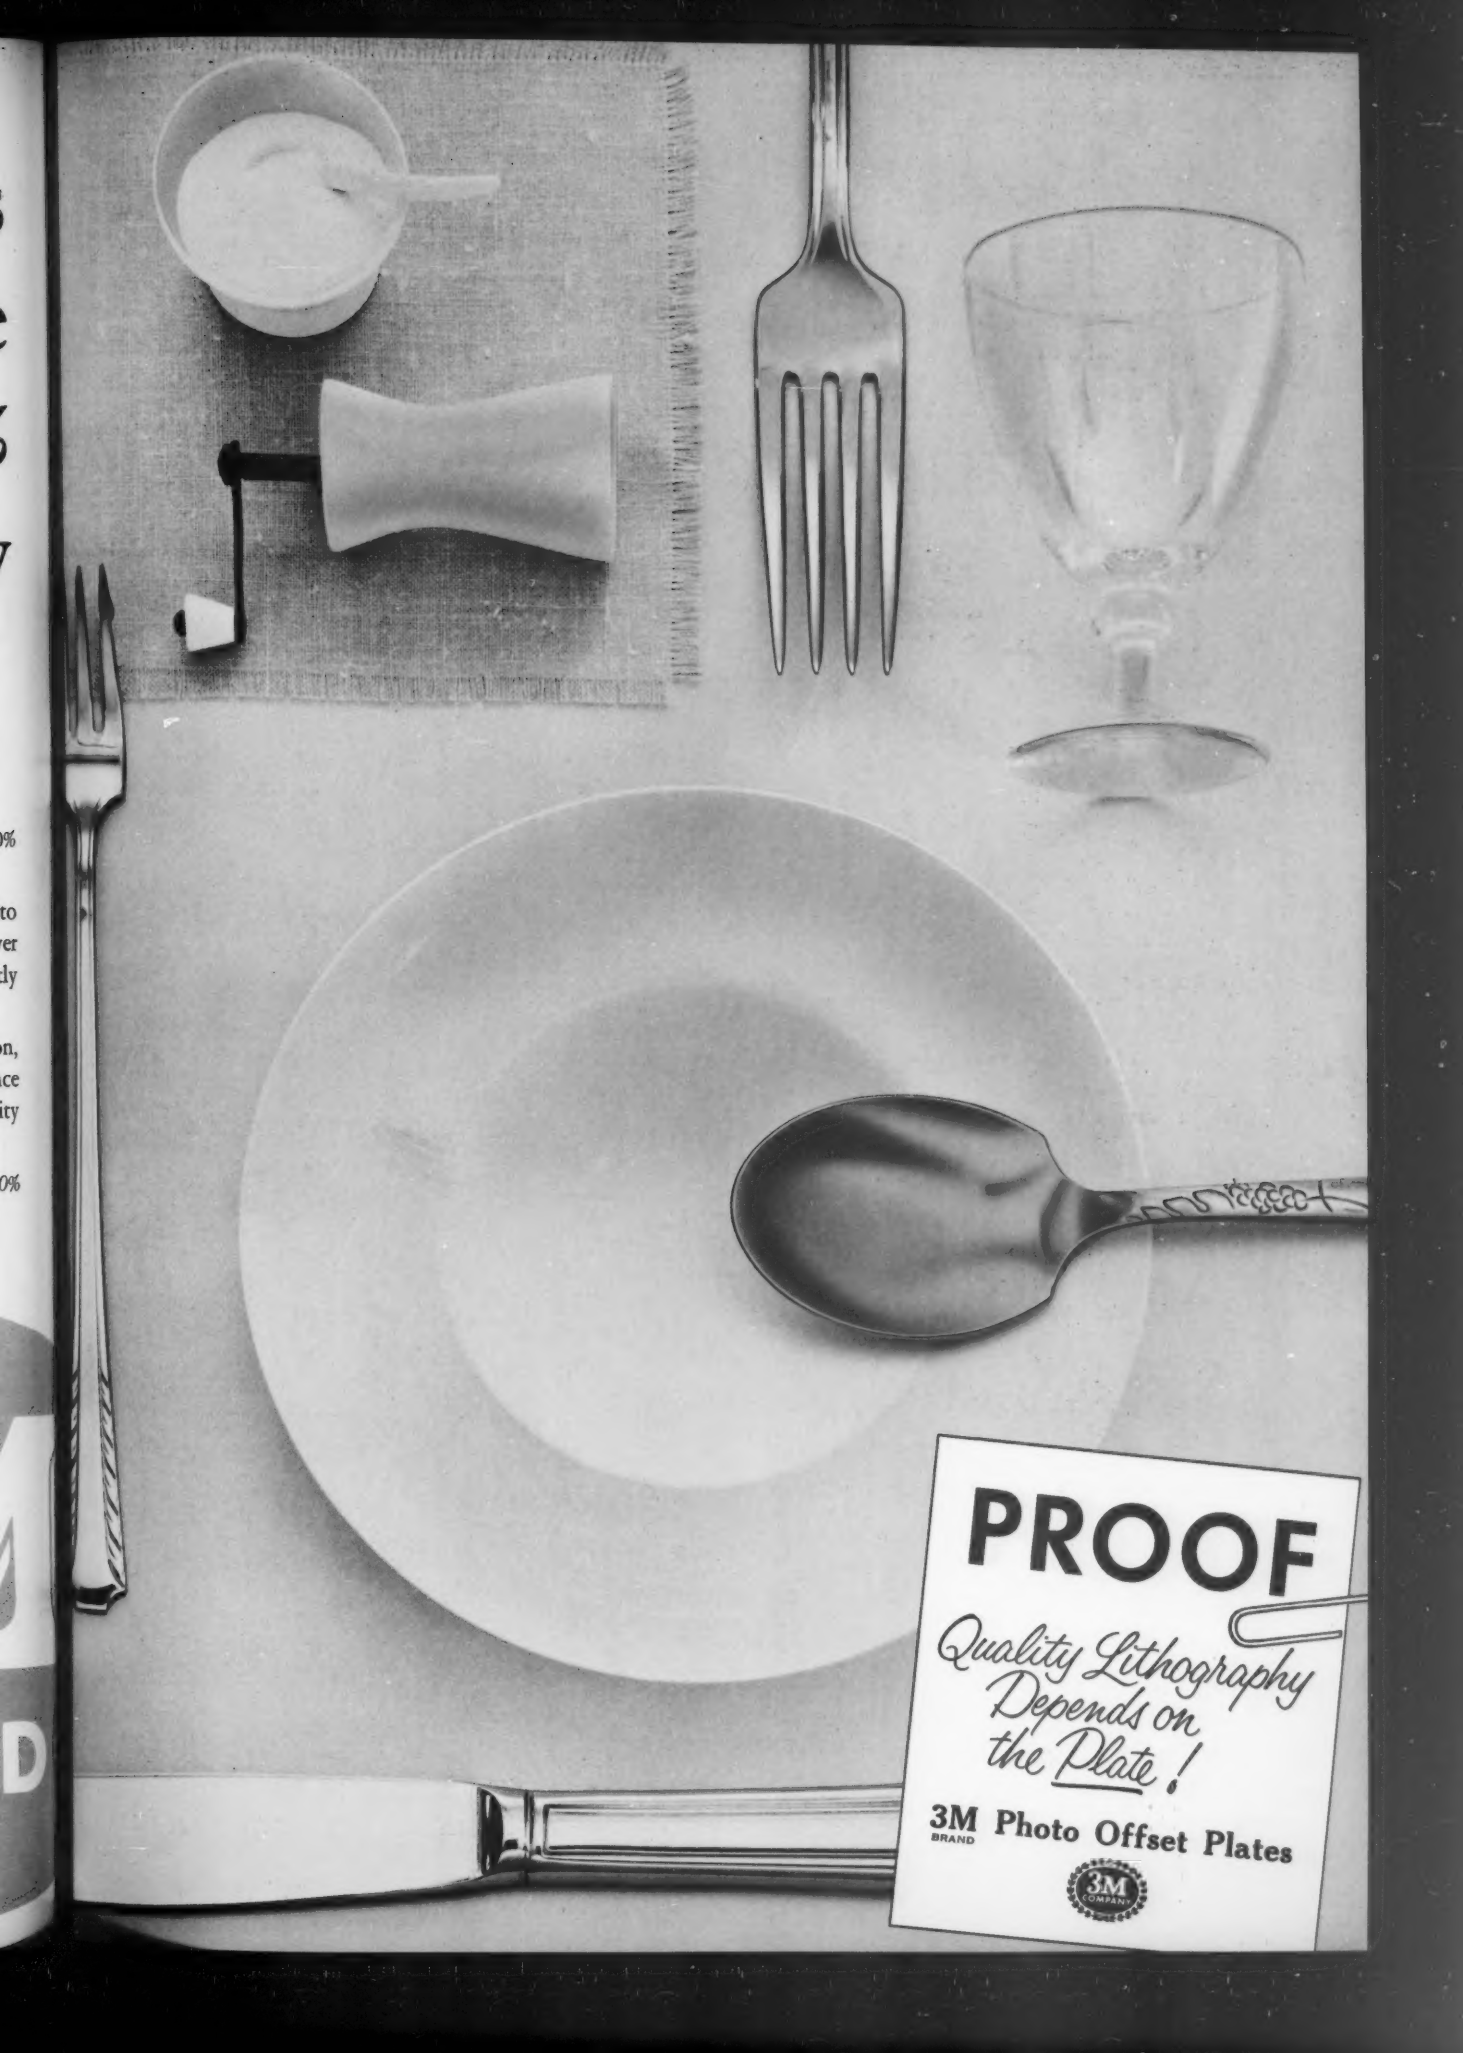 PROOF
Quality Lithography
Depends on
the Plate!
3M Photo Offset Plates
BRAND
3M
COMPANY